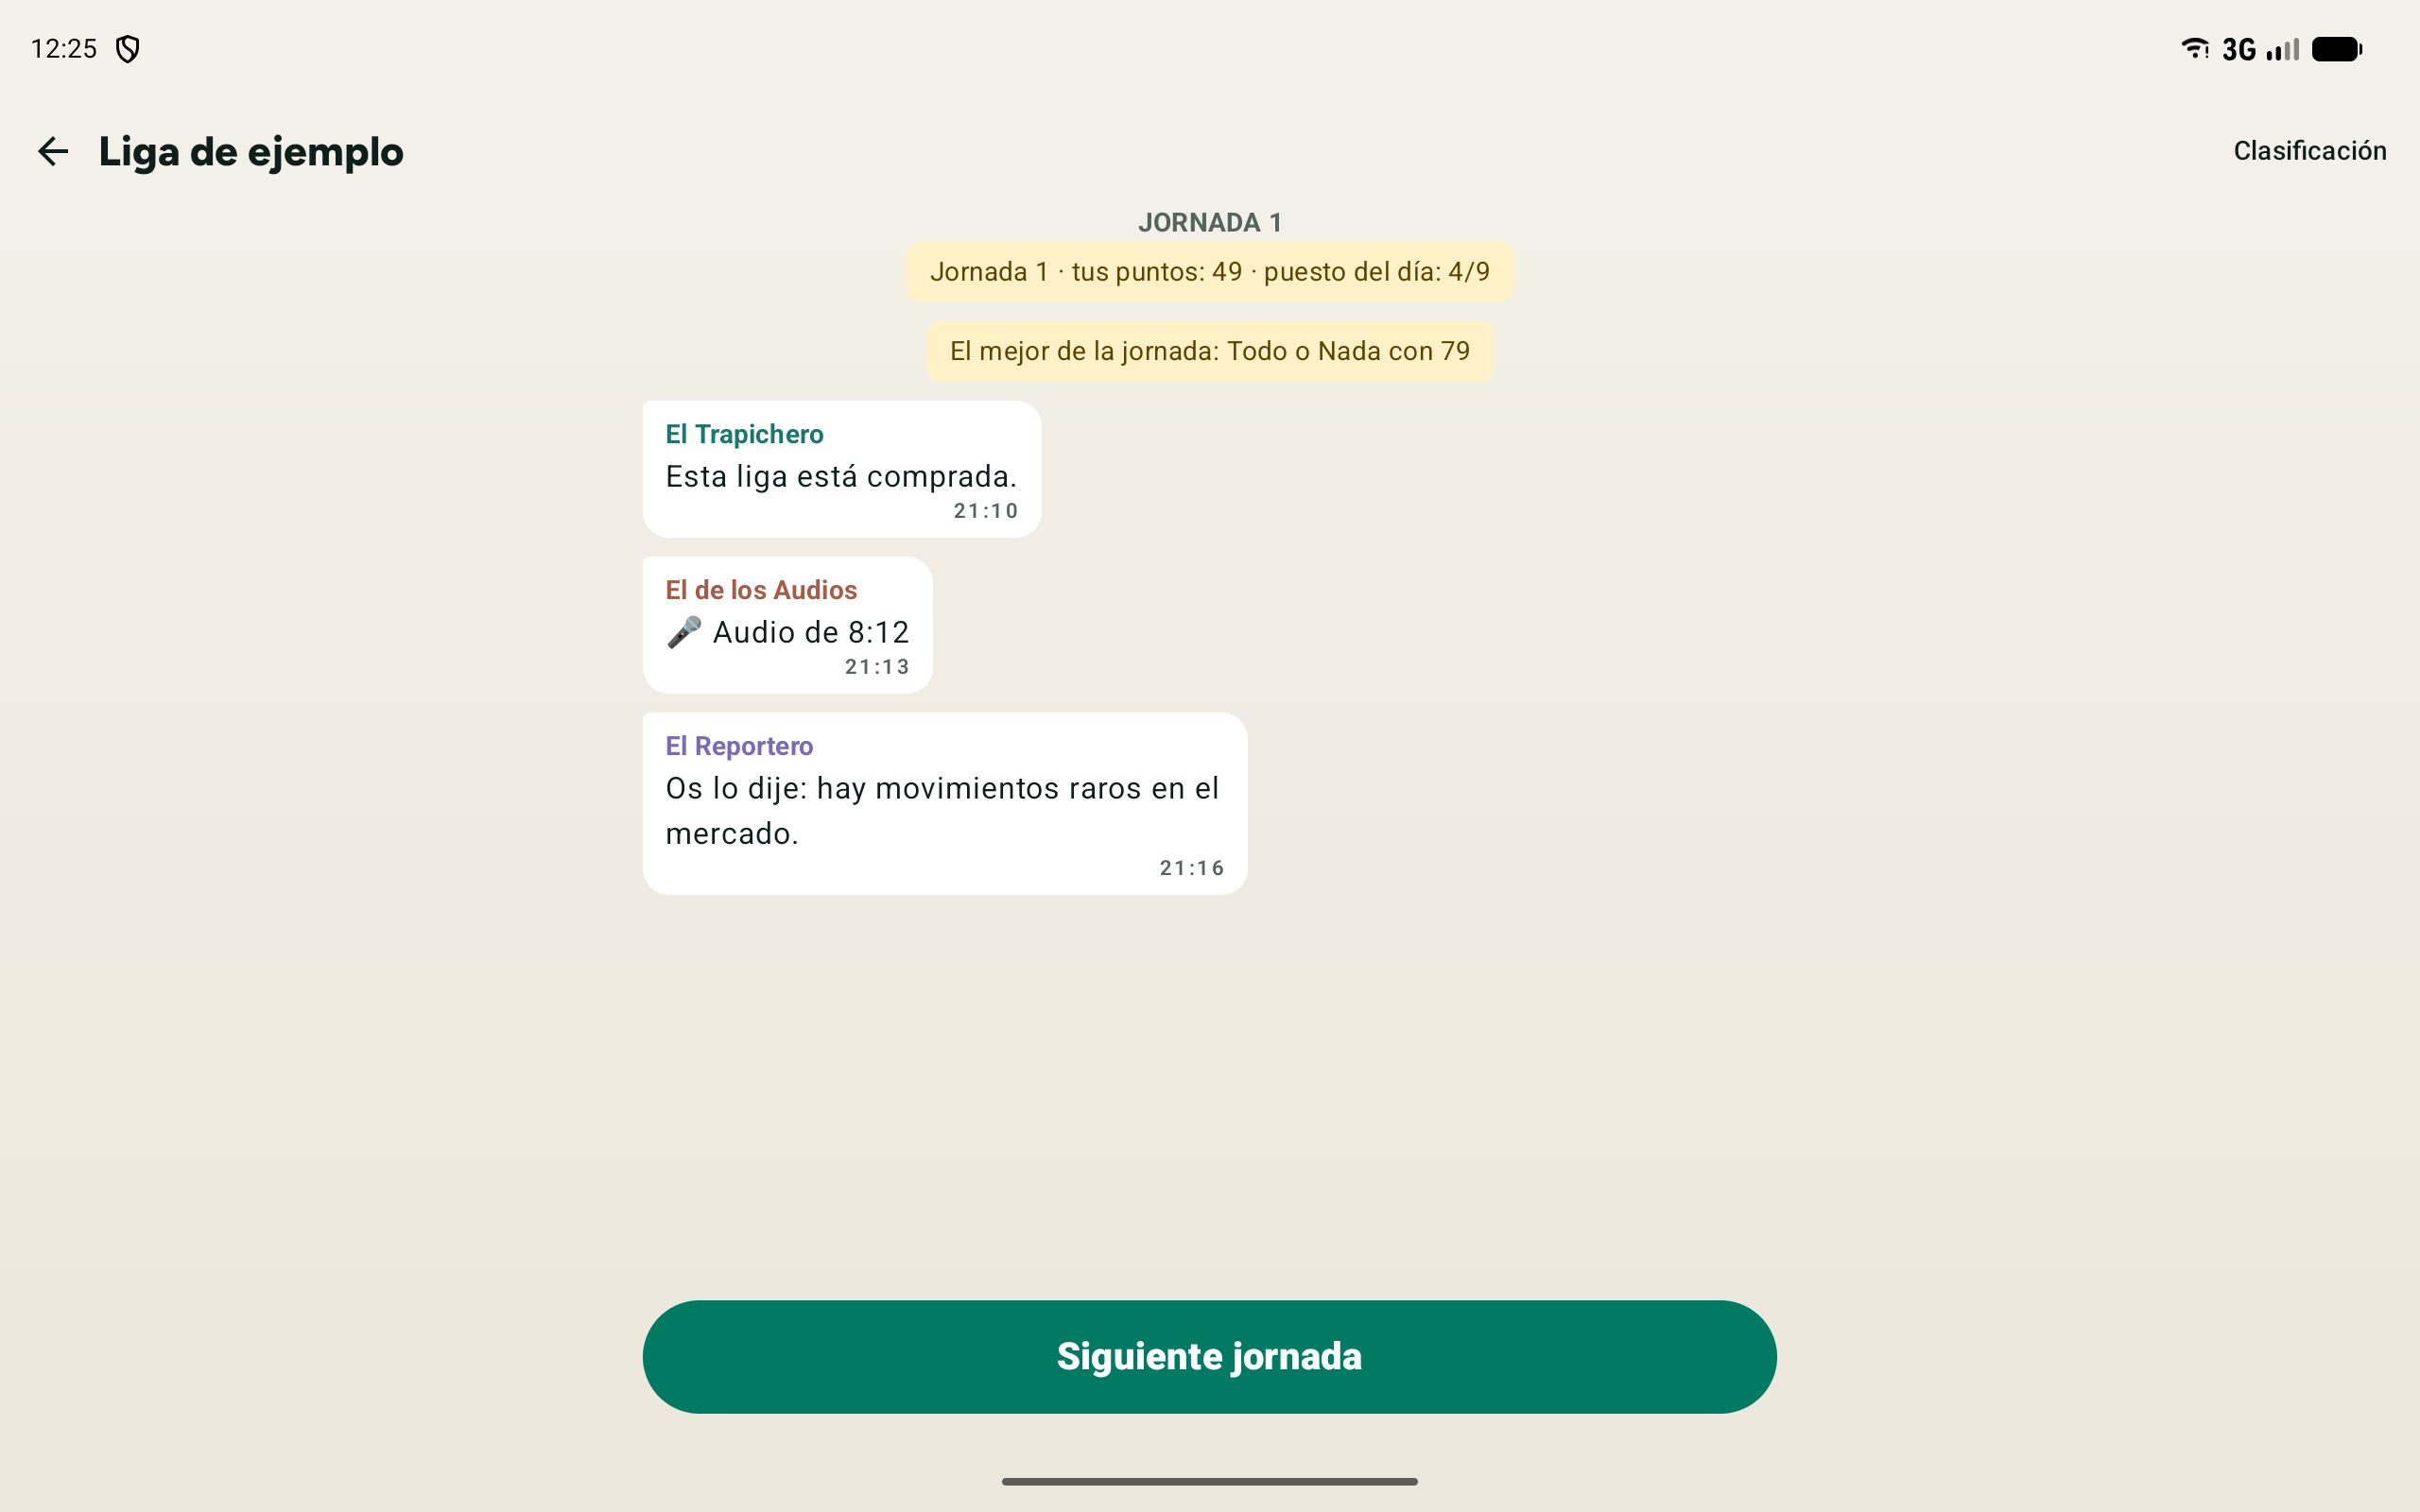 12:25
3G
Liga de ejemplo
Clasificación
JORNADA 1
Jornada 1 · tus puntos: 49 · puesto del día: 4/9
El mejor de la jornada: Todo o Nada con 79
El Trapichero
Esta liga está comprada.
21:10
El de los Audios
🎤 Audio de 8:12
21:13
El Reportero
Os lo dije: hay movimientos raros en el
mercado.
21:16
Siguiente jornada